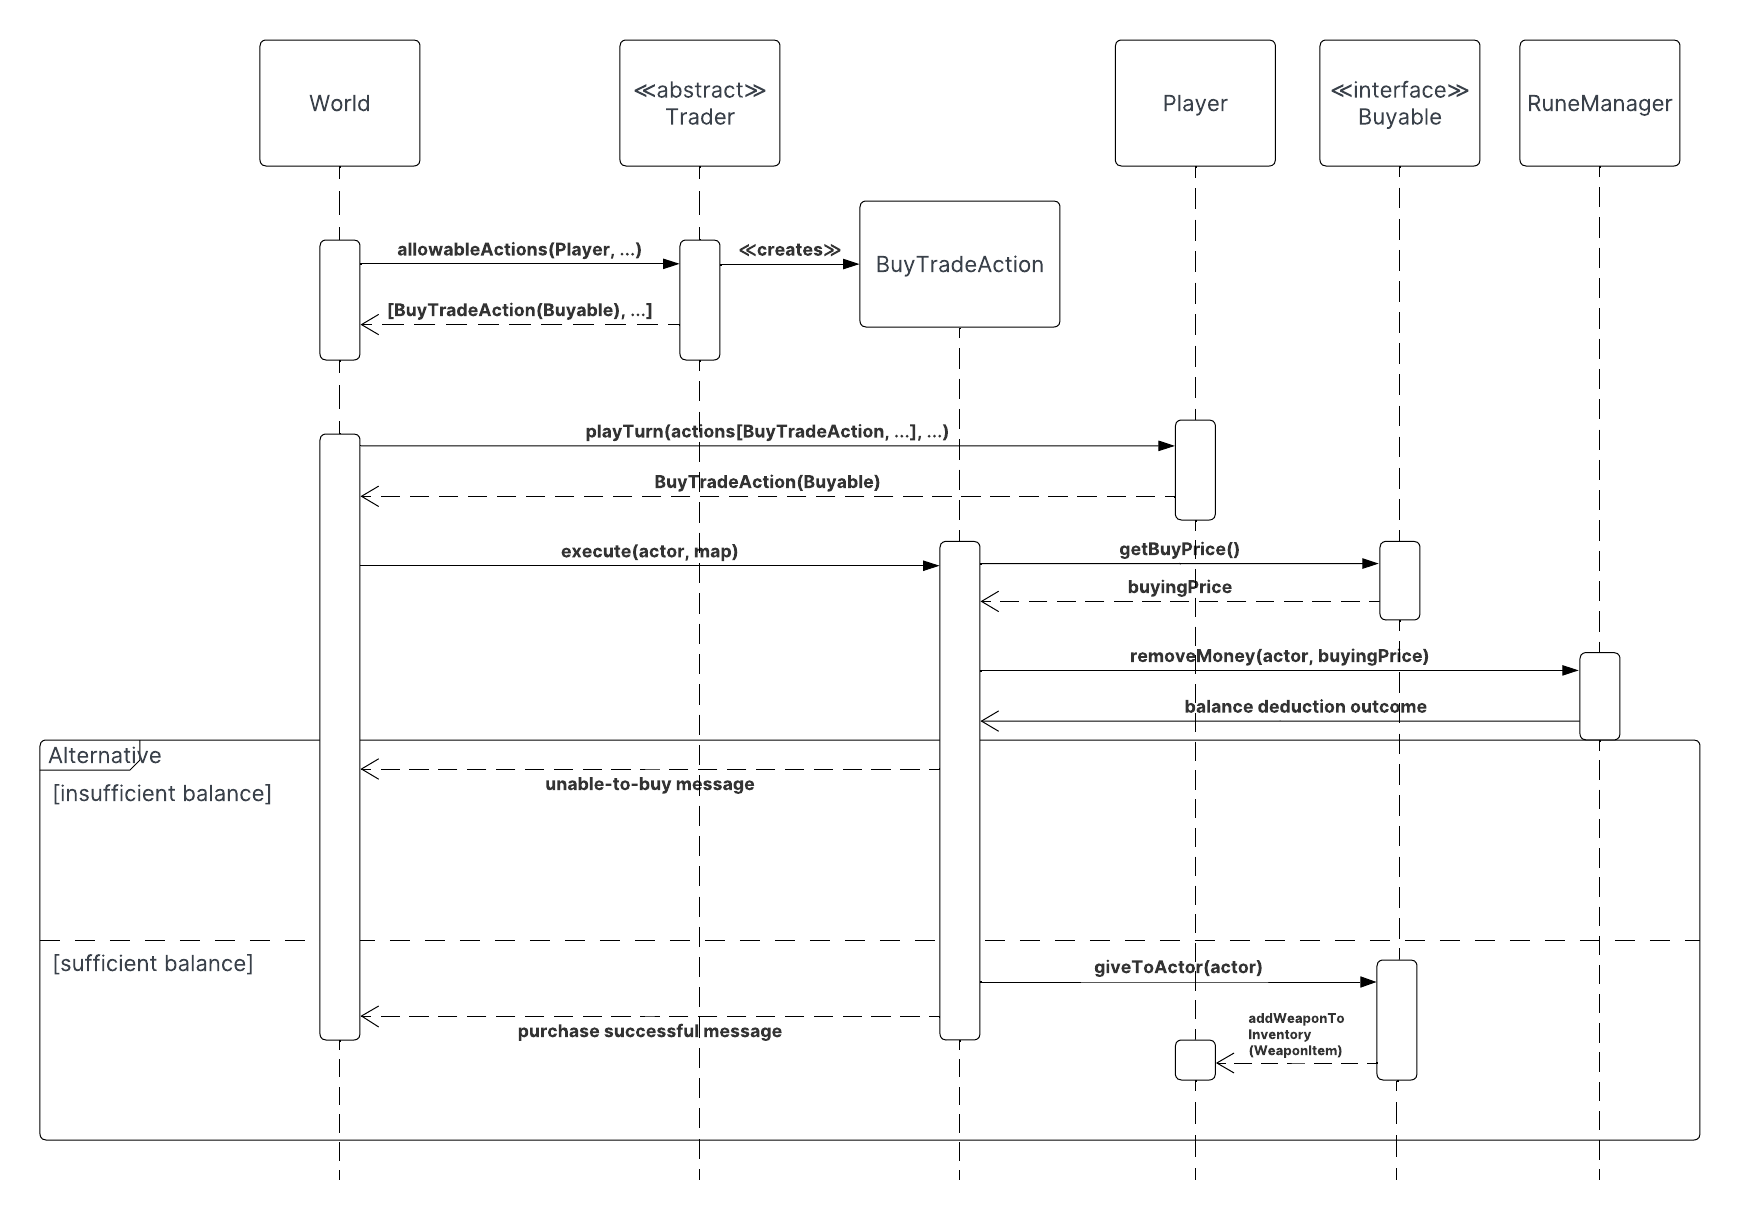 World
≪abstract≫
Trader
Player
≪interface≫
Buyable
RuneManager
allowableActions(Player, ...)
≪creates≫
BuyTradeAction
[BuyTradeAction(Buyable), ...]
playTurn(actions[BuyTradeAction, ...], ...)
BuyTradeAction(Buyable)
execute(actor, map)
getBuyPrice()
buyingPrice
removeMoney(actor, buyingPrice)
balance deduction outcome
Alternative
unable-to-buy message
[insufficient balance]
[sufficient balance]
giveToActor(actor)
purchase successful message
addWeaponTo
Inventory
(WeaponItem)